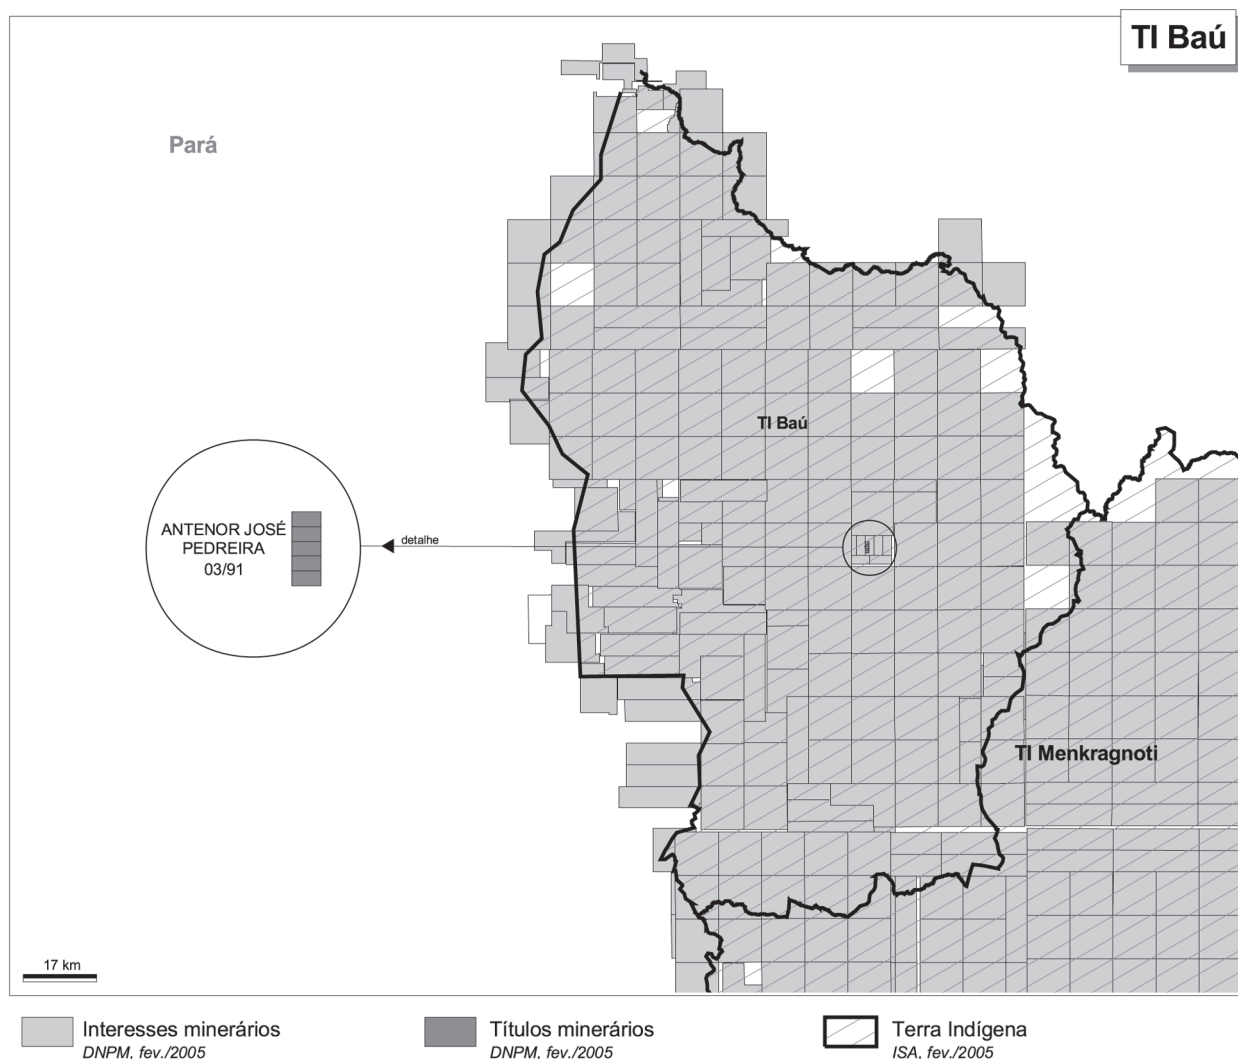 TI Baú
Pará
TI Baú
ANTENOR JOSÉ
PEDREIRA
03/91
detalhe
TI Menkragnoti
17 km
Interesses minerários
DNPM, fev./2005
Títulos minerários
DNPM, fev./2005
Terra Indígena
ISA, fev./2005